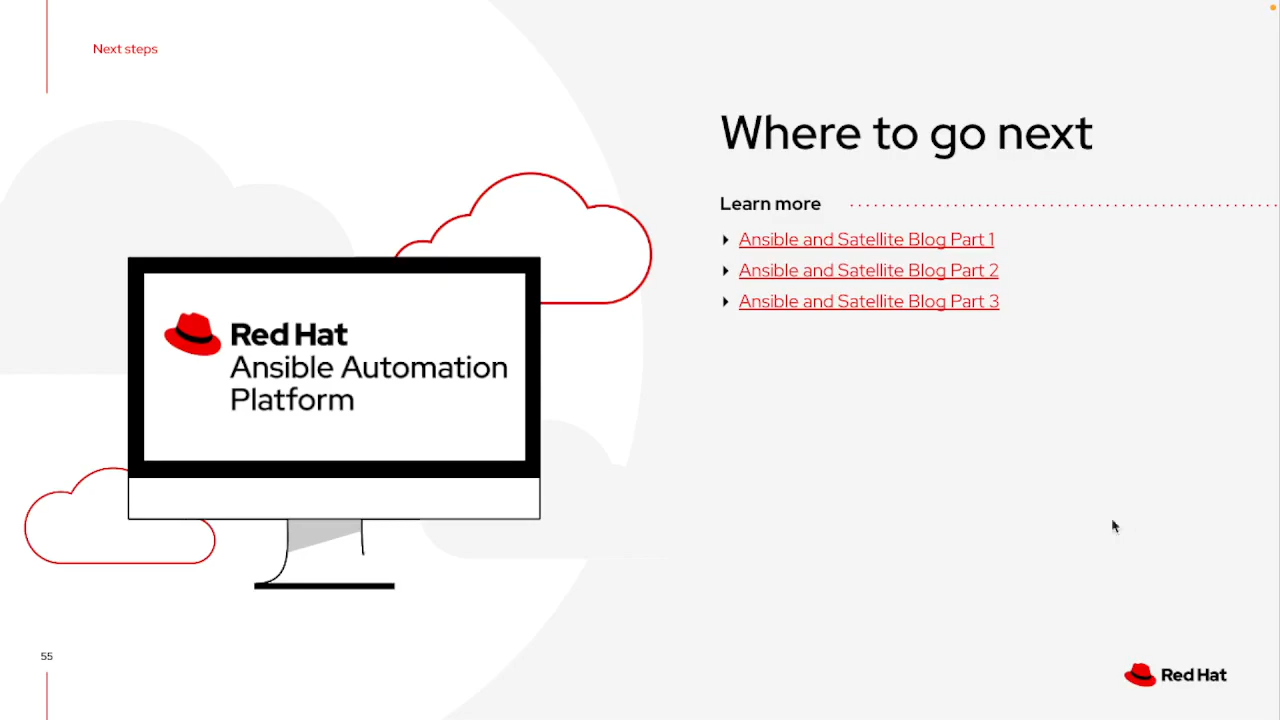 Next steps
Where to go next
Learn more
Ansible and Satellite Blog Part 1
Ansible and Satellite Blog Part 2
Ansible and Satellite Blog Part 3
Red Hat
Ansible Automation
Platform
55
Red Hat